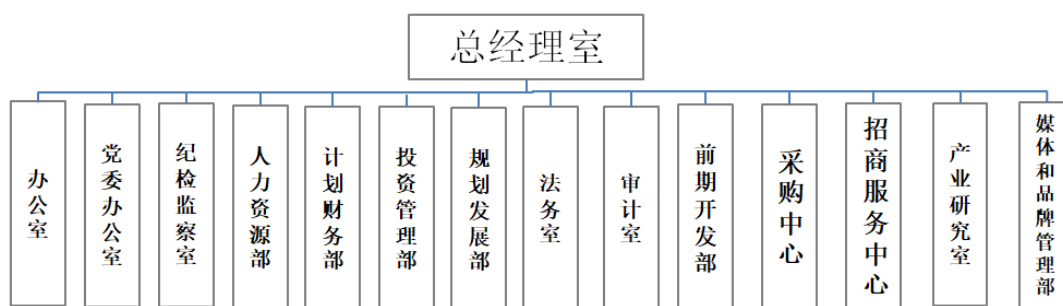 总经理室
办公室
党委办公室
纪检监察室
人力资源部
计划财务部
投资管理部
规划发展部
法务室
审计室
前期开发部
采购中心
招商服务中心
产业研究室
媒体和品牌管理部